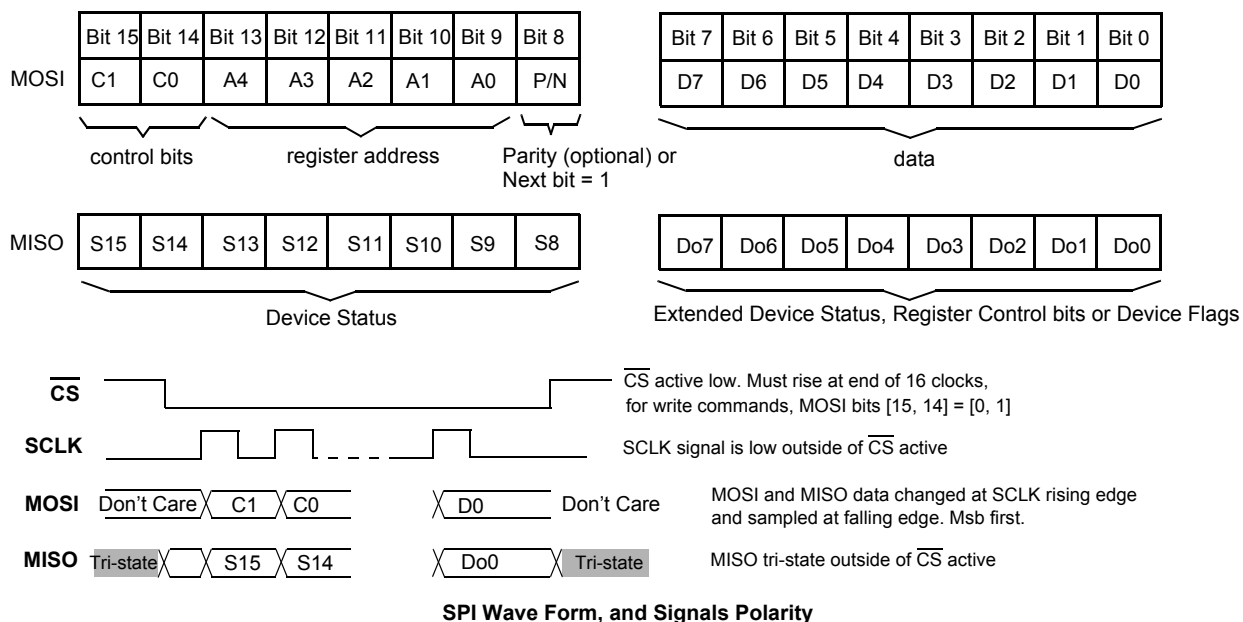 Bit 15 Bit 14 Bit 13 Bit 12 Bit 11 Bit 10 Bit 9 Bit 8 Bit 7 Bit 6 Bit 5 Bit 4 Bit 3 Bit 2 Bit 1 Bit 0
MOSI C1 C0 A4 A3 A2 A1 A0 P/N D7 D6 D5 D4 D3 D2 D1 D0
control bits register address Parity (optional) or data
Next bit = 1
MISO S15 S14 S13 S12 S11 S10 S9 S8 Do7 Do6 Do5 Do4 Do3 Do2 Do1 Do0
Device Status Extended Device Status, Register Control bits or Device Flags
CS CS active low. Must rise at end of 16 clocks,
for write commands, MOSI bits [15, 14] = [0, 1]
SCLK SCLK signal is low outside of CS active
MOSI Don't Care C1 C0 D0 Don't Care MOSI and MISO data changed at SCLK rising edge
and sampled at falling edge. Msb first.
MISO Tri-state S15 S14 Do0 Tri-state MISO tri-state outside of CS active
SPI Wave Form, and Signals Polarity